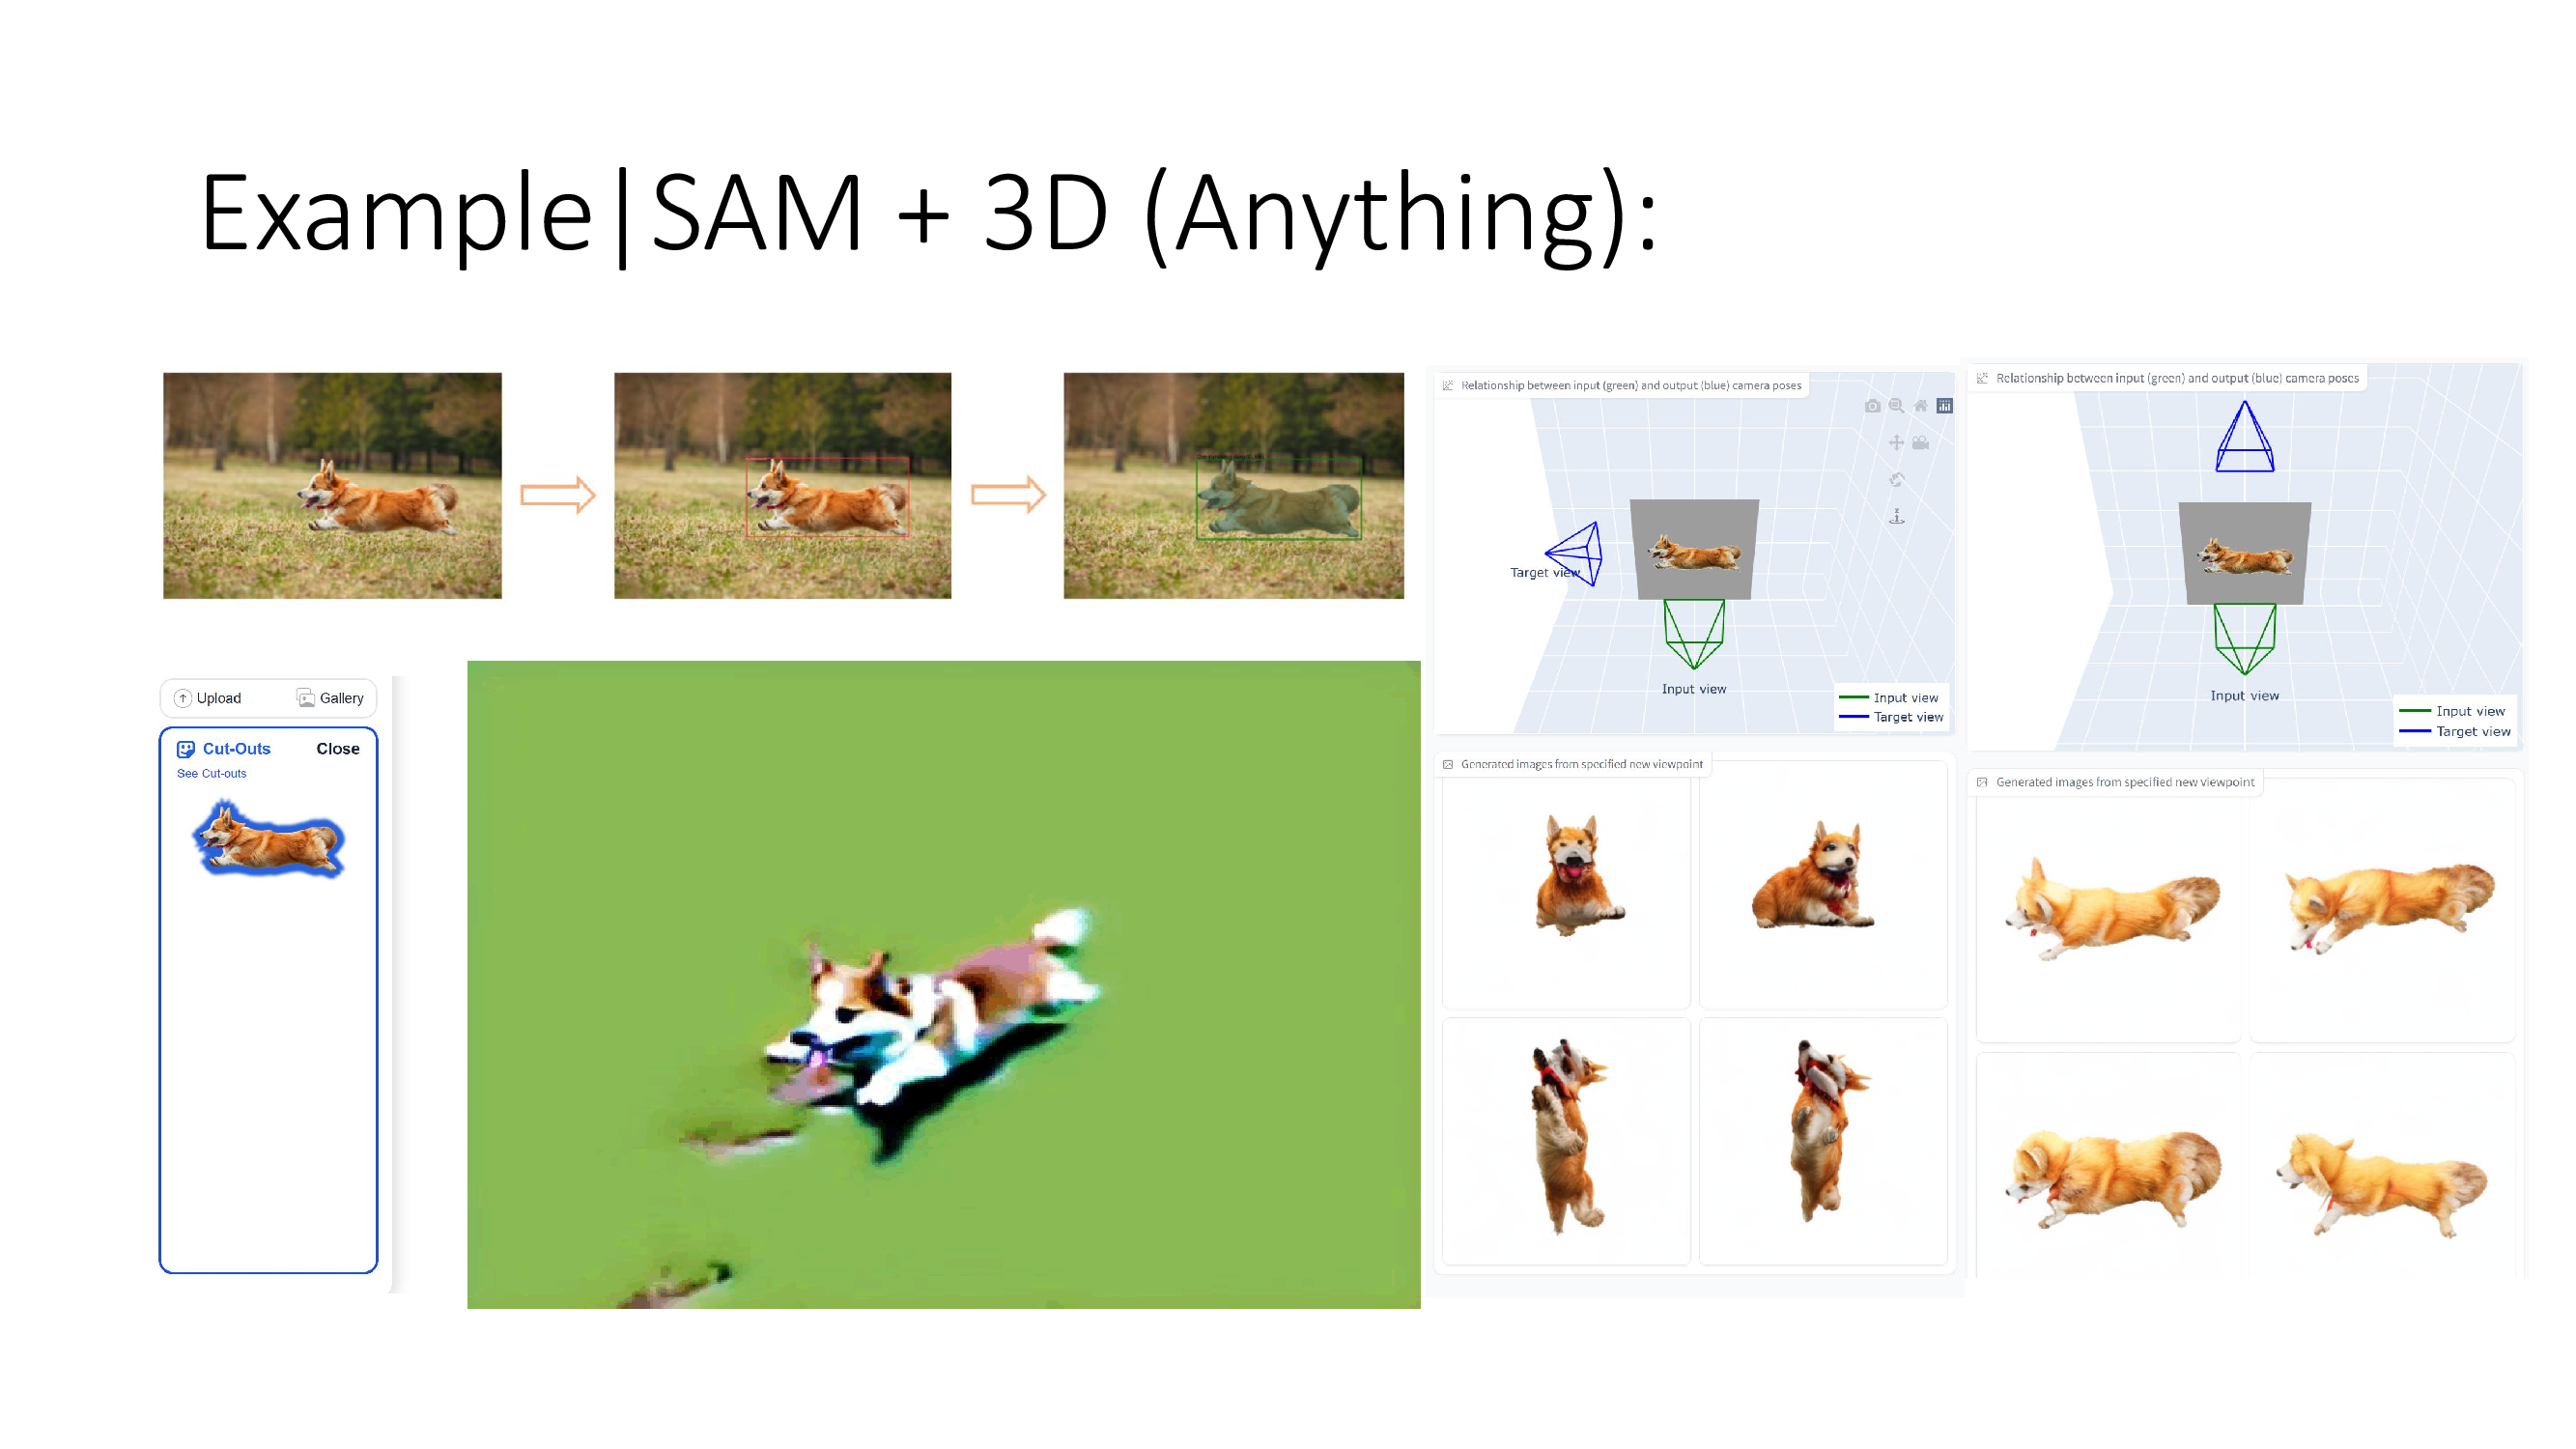 Example|SAM + 3D (Anything):
Relationship between input (green) and output (blue) camera poses
Target view
Input view
Input view
Target view
Relationship between input (green) and output (blue) camera poses
Input view
Input view
Target view
Upload Gallery
Cut-Outs Close
See Cut-outs
Generated images from specified new viewpoint
Generated images from specified new viewpoint